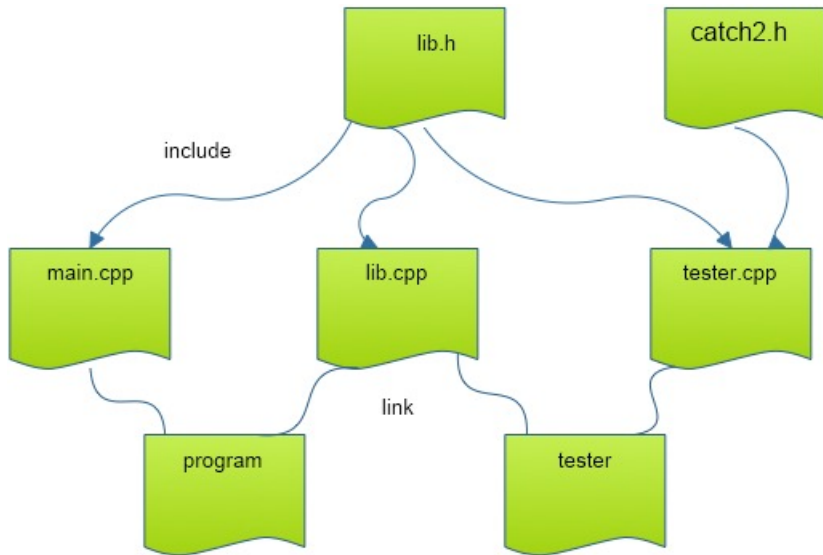 lib.h
catch2.h
include
main.cpp
lib.cpp
tester.cpp
link
program
tester